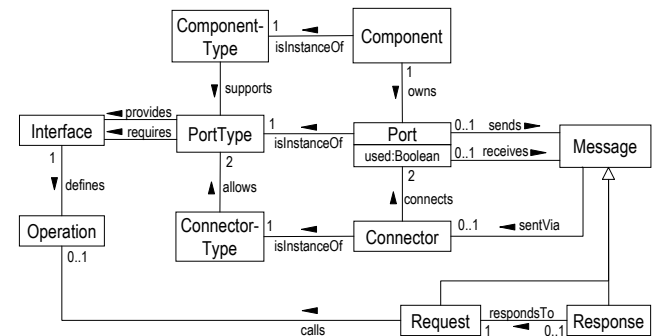 Component-
Type
1
isInstanceOf
Component
1
supports
owns
provides
requires
Interface
PortType
1
isInstanceOf
Port
used:Boolean
0..1
sends
0..1
receives
Message
1
2
2
defines
allows
connects
Operation
0..1
Connector-
Type
1
isInstanceOf
Connector
0..1
sentVia
calls
Request
respondsTo
1
0..1
Response